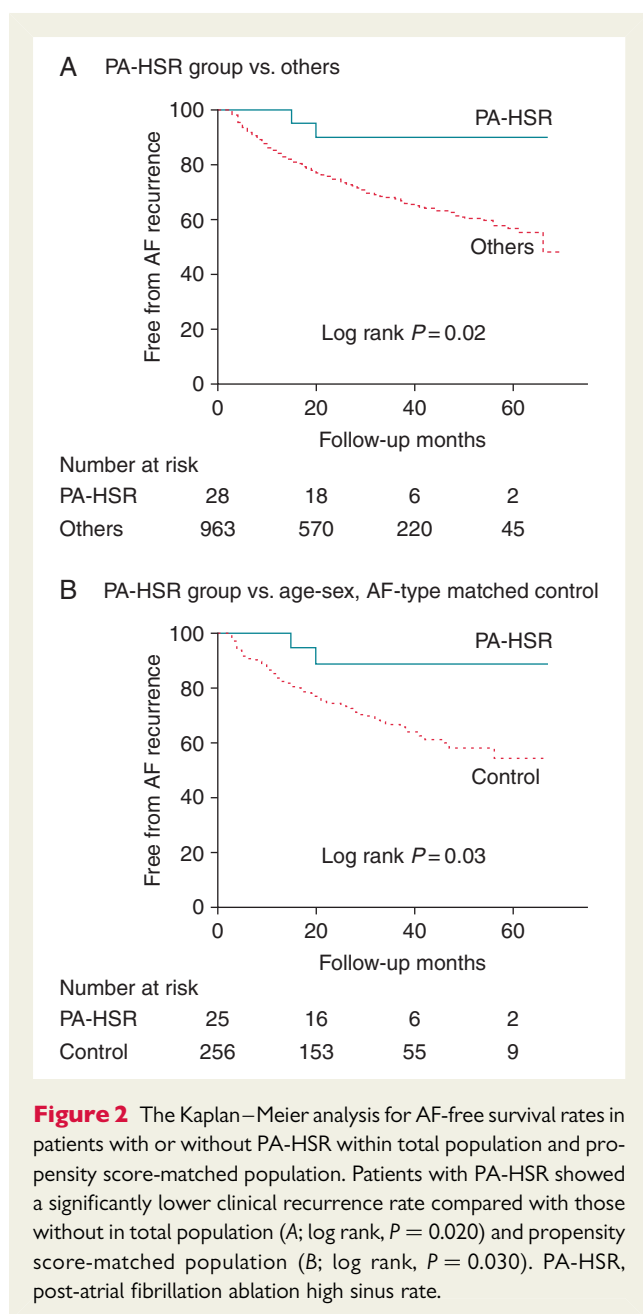 A PA-HSR group vs. others
100
80
60
40
20
0
Free from AF recurrence
PA-HSR
Others
Log rank P = 0.02
0 20 40 60
Follow-up months
Number at risk
PA-HSR 28 18 6 2
Others 963 570 220 45
B PA-HSR group vs. age-sex, AF-type matched control
100
80
60
40
20
0
Free from AF recurrence
PA-HSR
Control
Log rank P = 0.03
0 20 40 60
Follow-up months
Number at risk
PA-HSR 25 16 6 2
Control 256 153 55 9
Figure 2 The Kaplan–Meier analysis for AF-free survival rates in
patients with or without PA-HSR within total population and pro-
pensity score-matched population. Patients with PA-HSR showed
a significantly lower clinical recurrence rate compared with those
without in total population (A; log rank, P = 0.020) and propensity
score-matched population (B; log rank, P = 0.030). PA-HSR,
post-atrial fibrillation ablation high sinus rate.